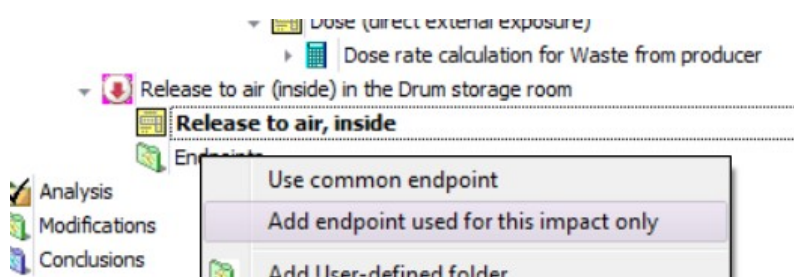 Dose (direct external exposure)
Dose rate calculation for Waste from producer
Release to air (inside) in the Drum storage room
Release to air, inside
Endpoints
Analysis
Use common endpoint
Modifications
Add endpoint used for this impact only
Conclusions
Add User-defined folder